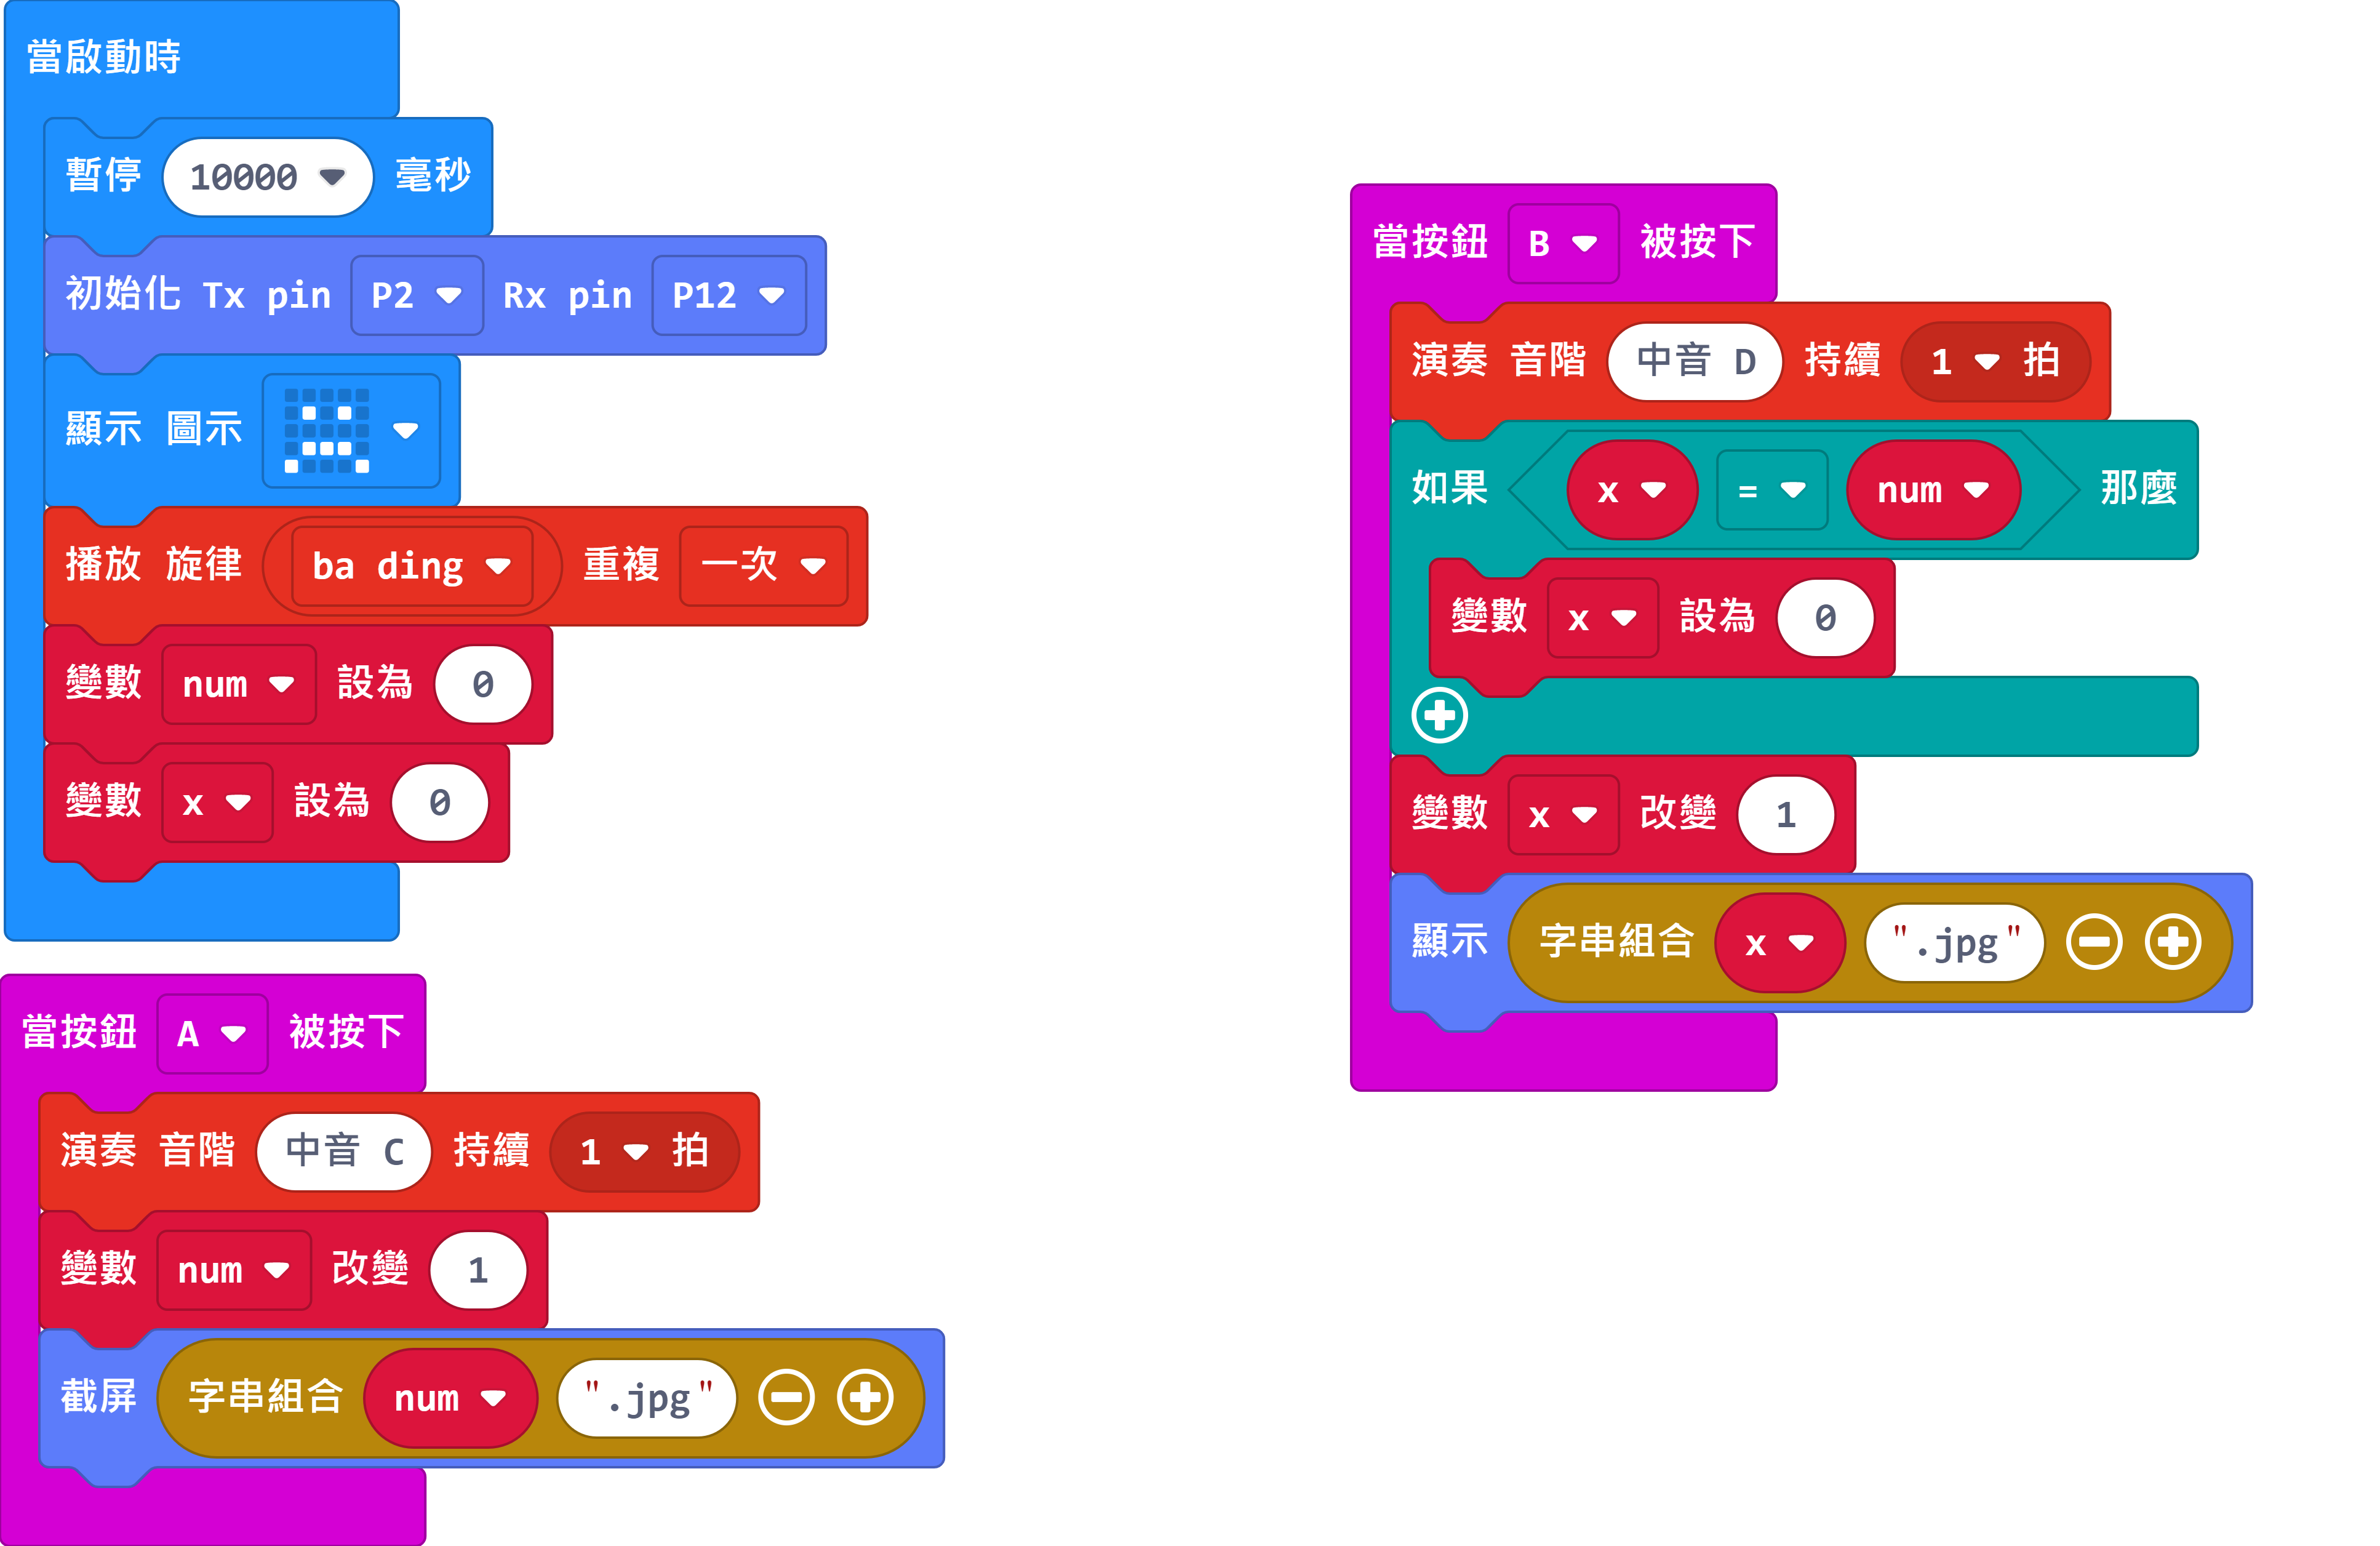 當啟動時
暫停 10000 毫秒
初始化 Tx pin P2 Rx pin P12
顯示 圖示
播放 旋律 ba ding 重複 一次
變數 num 設為 0
變數 x 設為 0
當按鈕 A 被按下
演奏 音階 中音 C 持續 1 拍
變數 num 改變 1
截屏 字串組合 num ".jpg"
當按鈕 B 被按下
演奏 音階 中音 D 持續 1 拍
如果 x = num 那麼
變數 x 設為 0
變數 x 改變 1
顯示 字串組合 x ".jpg"